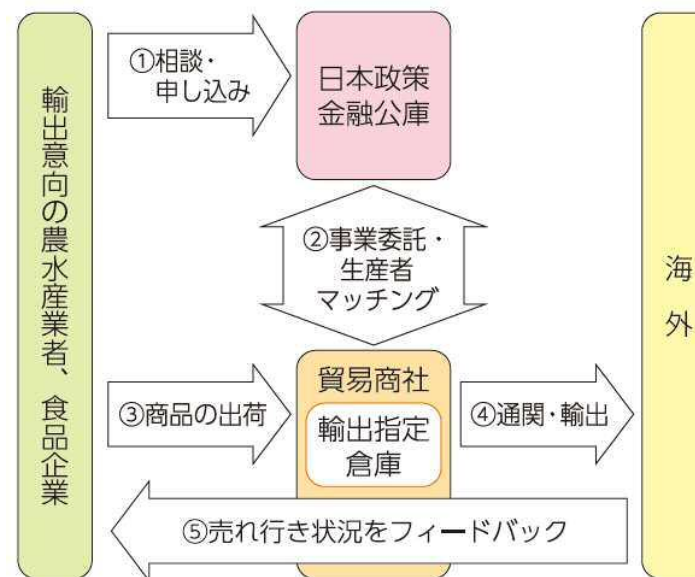 輸出意向の農水産業者、食品企業
①相談・
申し込み
日本政策
金融公庫
②事業委託・
生産者
マッチング
③商品の出荷
貿易商社
輸出指定
倉庫
④通関・輸出
⑤売れ行き状況をフィードバック
海外